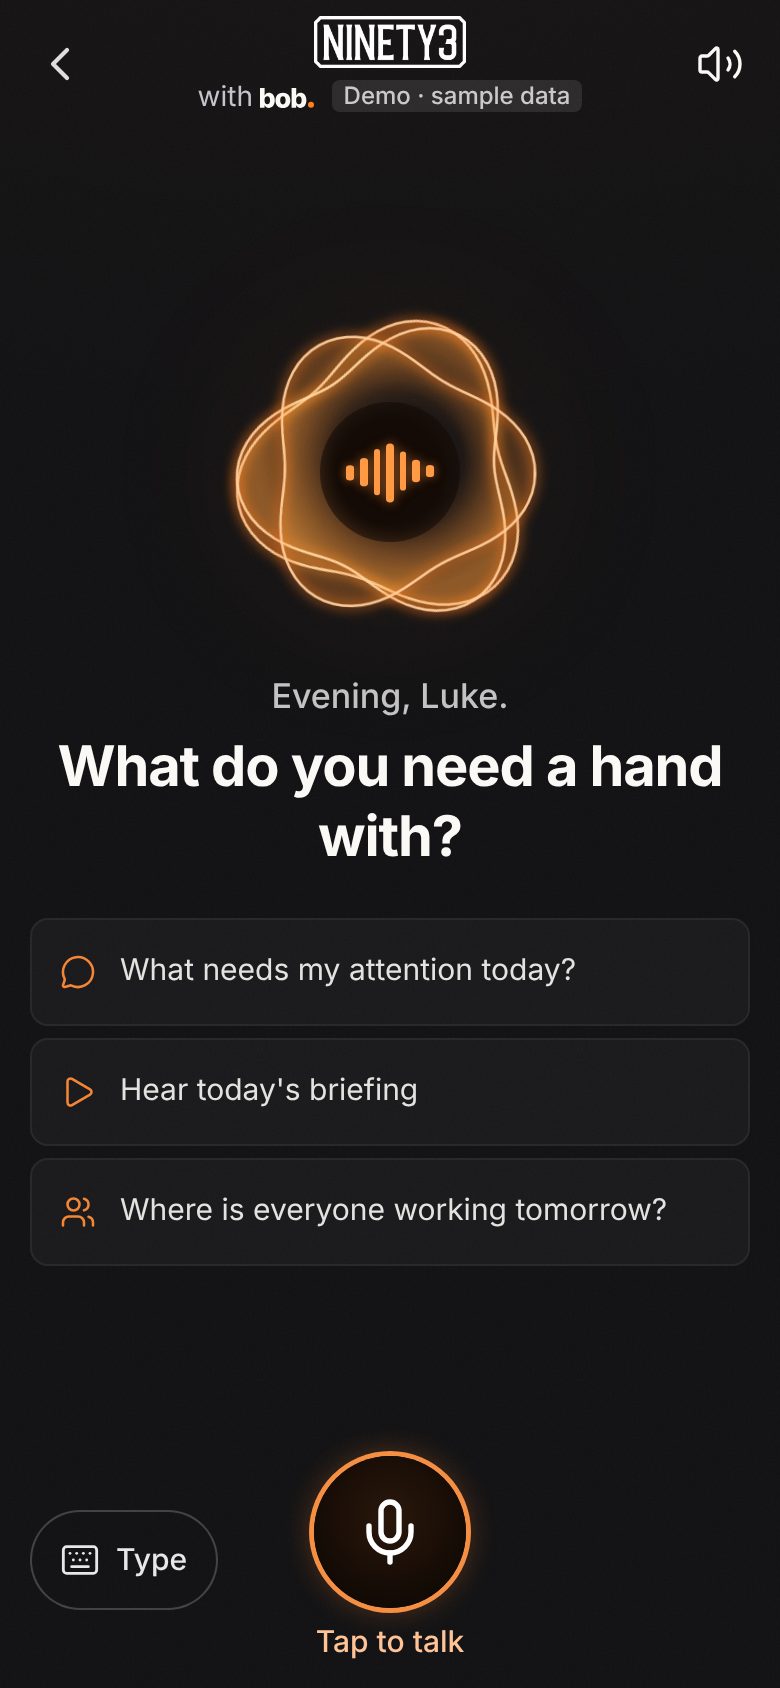 NINETY3
with bob. Demo · sample data
Evening, Luke.
What do you need a hand
with?
What needs my attention today?
Hear today's briefing
Where is everyone working tomorrow?
Type
Tap to talk